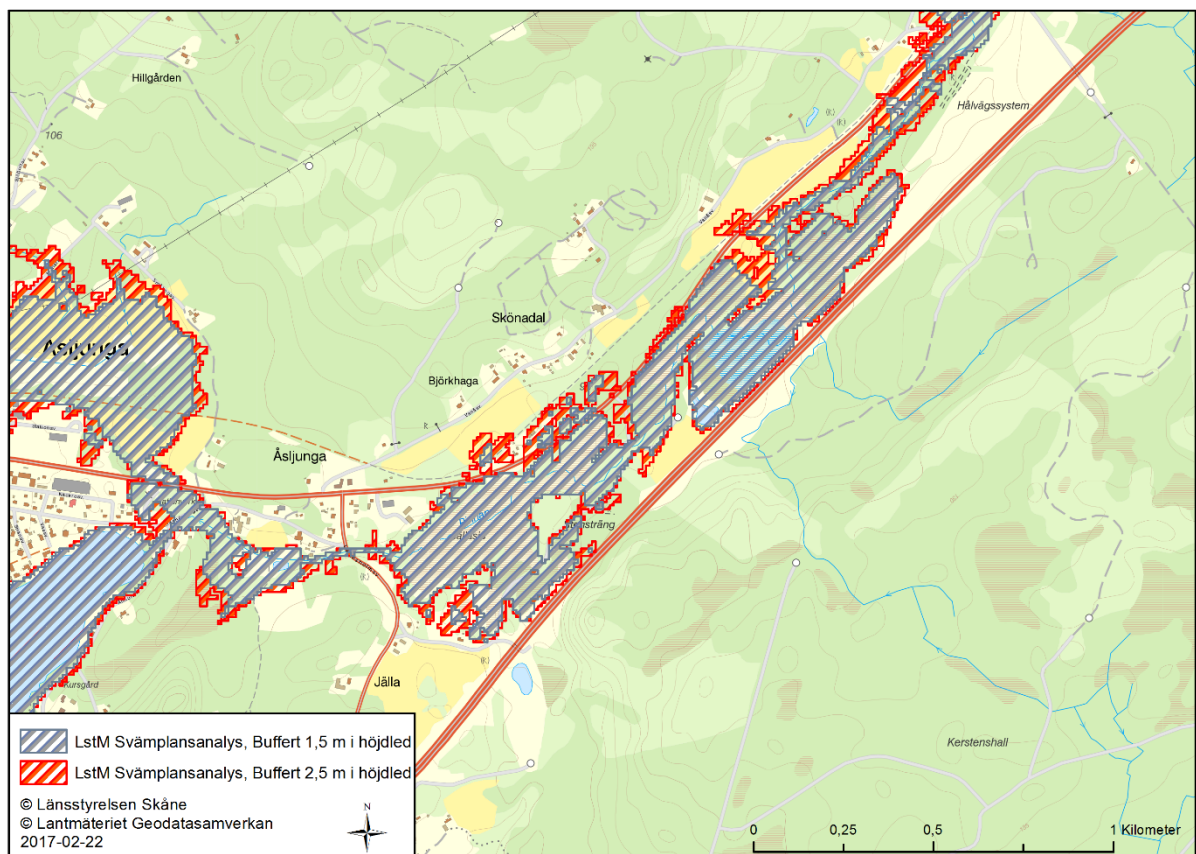 Hillgården
106
Hålvägssystem
(R.)
Skönadal
Åsljunga
Björkhaga
R
Åsljunga
(R.)
(R.)
Jälla
Kursgård
Kerstenshall
LstM Svämplansanalys, Buffert 1,5 m i höjdled
LstM Svämplansanalys, Buffert 2,5 m i höjdled
© Länsstyrelsen Skåne
© Lantmäteriet Geodatasamverkan
2017-02-22
N
0 0,25 0,5 1 Kilometer